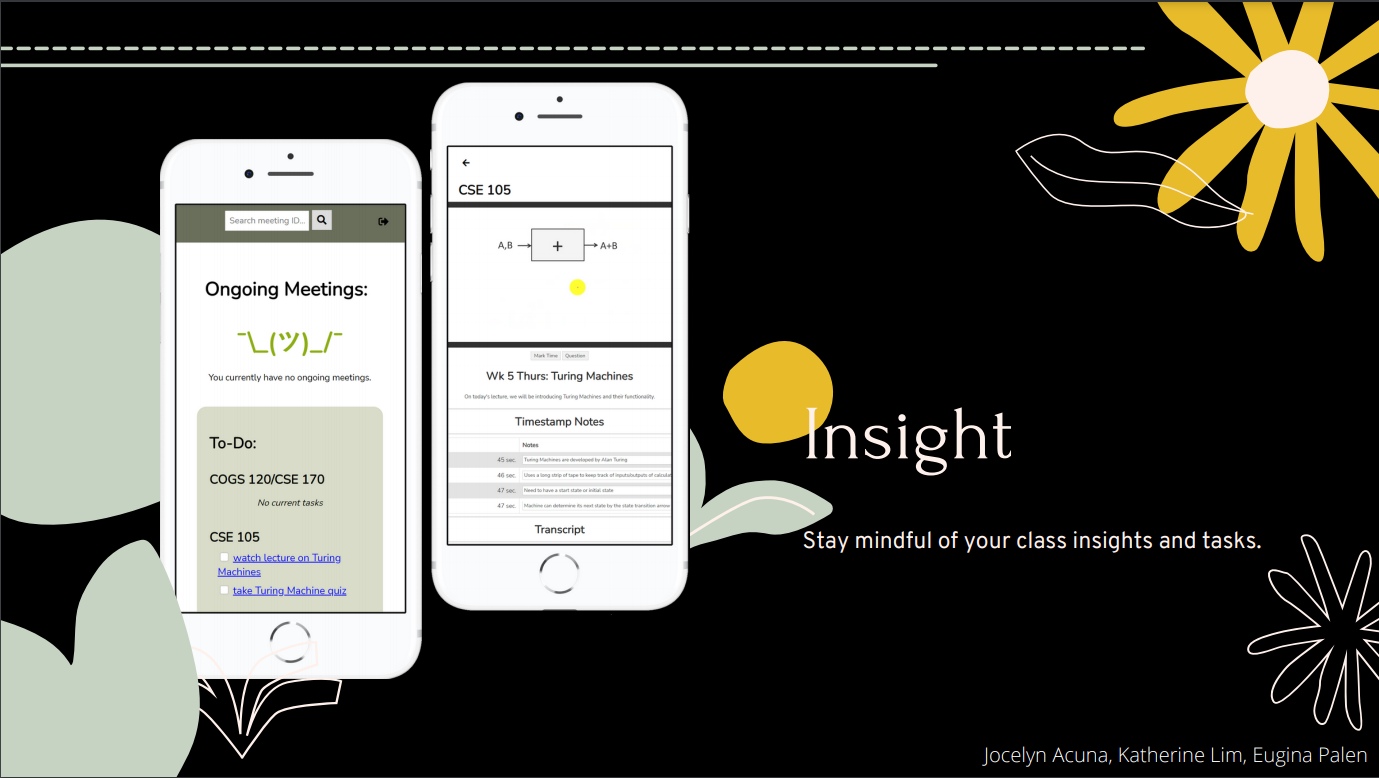 Search meeting ID...
Ongoing Meetings:
¯\_(ツ)_/¯
You currently have no ongoing meetings.
To-Do:
COGS 120/CSE 170
No current tasks
CSE 105
watch lecture on Turing
Machines
take Turing Machine quiz
CSE 105
A,B
+
A+B
Mark Time
Question
Wk 5 Thurs: Turing Machines
On today's lecture, we will be introducing Turing Machines and their functionality.
Timestamp Notes
Notes
45 sec. Turing Machines are developed by Alan Turing
46 sec. Uses a long strip of tape to keep track of inputs/outputs of
47 sec. Need to have a start state or initial state
47 sec. Machine can determine its next state by the state transition arrow
Transcript
Insight
Stay mindful of your class insights and tasks.
Jocelyn Acuna, Katherine Lim, Eugina Palen